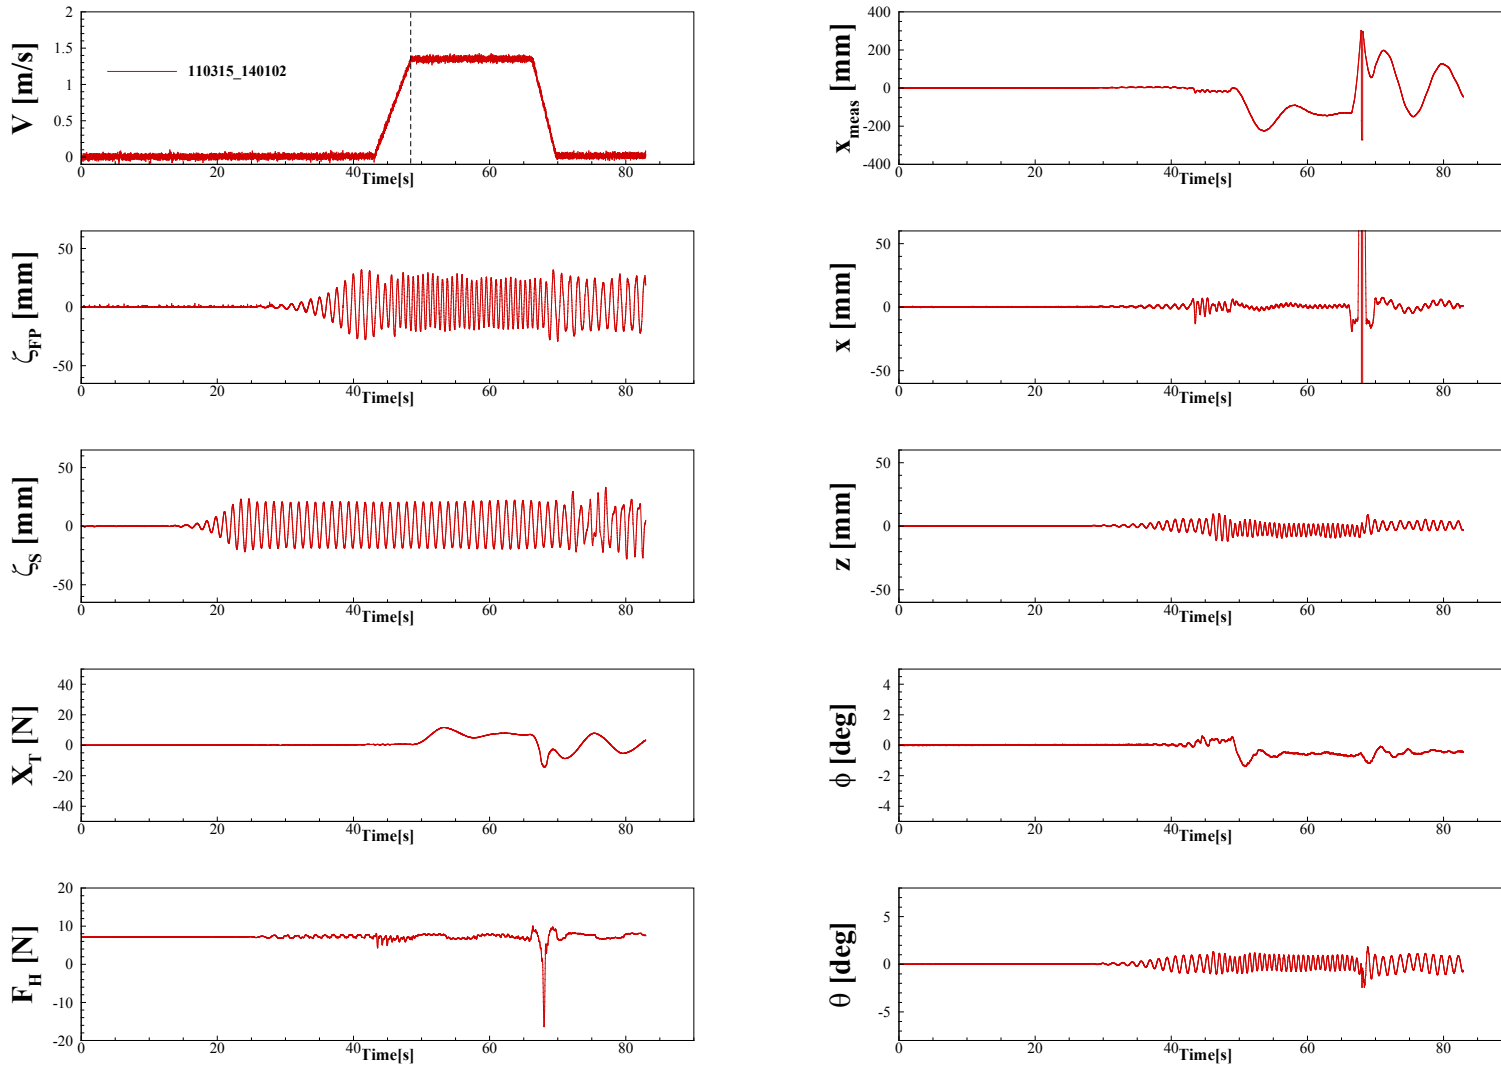 V [m/s]
2
1.5
1
0.5
0
110315_140102
0 20 40 60 80
Time[s]
x_meas [mm]
400
200
0
-200
-400
0 20 40 60 80
Time[s]
ζ_FP [mm]
50
0
-50
0 20 40 60 80
Time[s]
x [mm]
50
0
-50
0 20 40 60 80
Time[s]
ζ_S [mm]
50
0
-50
0 20 40 60 80
Time[s]
z [mm]
50
0
-50
0 20 40 60 80
Time[s]
X_T [N]
40
20
0
-20
-40
0 20 40 60 80
Time[s]
ϕ [deg]
4
2
0
-2
-4
0 20 40 60 80
Time[s]
F_H [N]
20
10
0
-10
-20
0 20 40 60 80
Time[s]
θ [deg]
5
0
-5
0 20 40 60 80
Time[s]